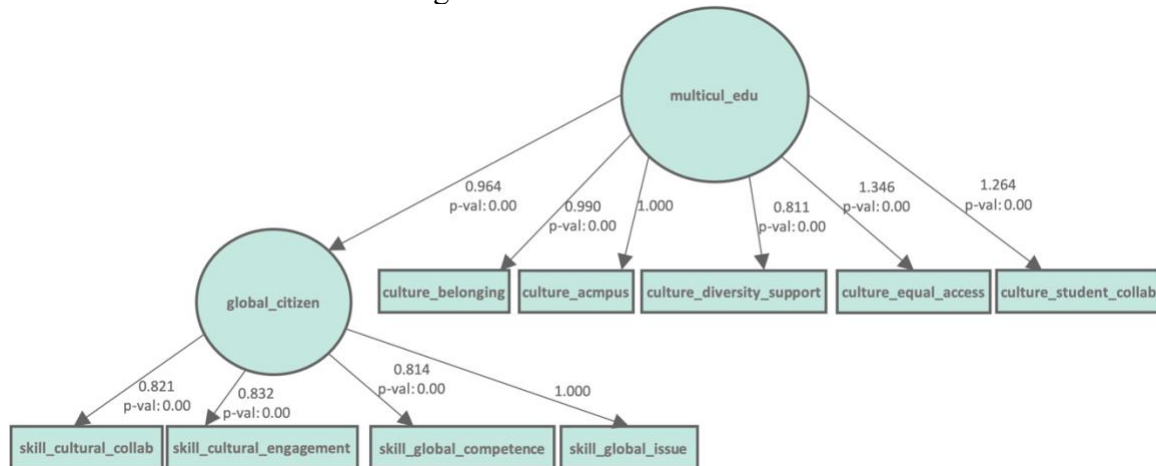 multicul_edu
0.964
p-val: 0.00
0.990
p-val: 0.00
1.000
0.811
p-val: 0.00
1.346
p-val: 0.00
1.264
p-val: 0.00
global_citizen
culture_belonging
culture_acmpus
culture_diversity_support
culture_equal_access
culture_student_collab
0.821
p-val: 0.00
0.832
p-val: 0.00
0.814
p-val: 0.00
1.000
skill_cultural_collab
skill_cultural_engagement
skill_global_competence
skill_global_issue